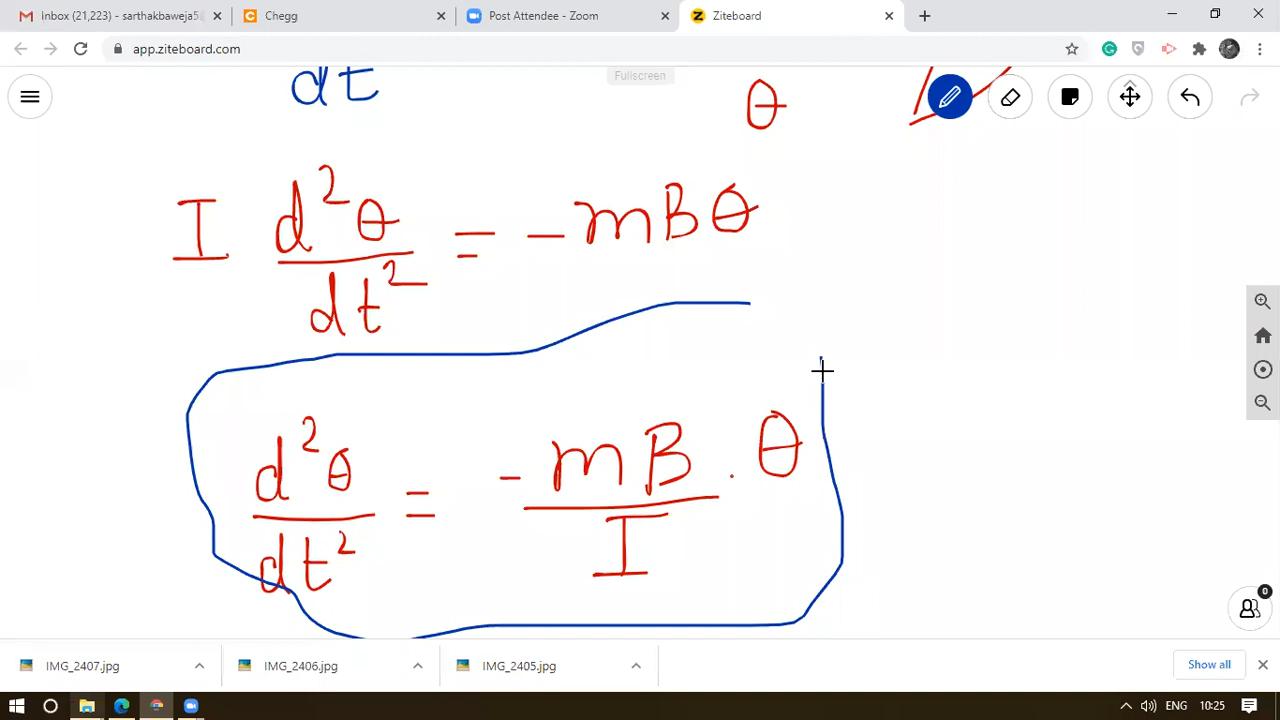 Inbox (21,223) - sarthakbaweja5
Chegg
Post Attendee - Zoom
Ziteboard
app.ziteboard.com
Fullscreen
dt
θ
I d²θ/dt² = -mBθ
d²θ/dt² = -mB/I . θ
0
IMG_2407.jpg
IMG_2406.jpg
IMG_2405.jpg
Show all
ENG
10:25